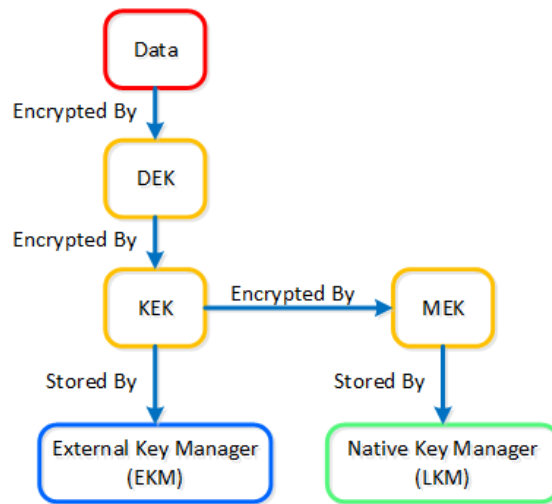 Data
Encrypted By
DEK
Encrypted By
KEK
Encrypted By
MEK
Stored By
Stored By
External Key Manager
(EKM)
Native Key Manager
(LKM)